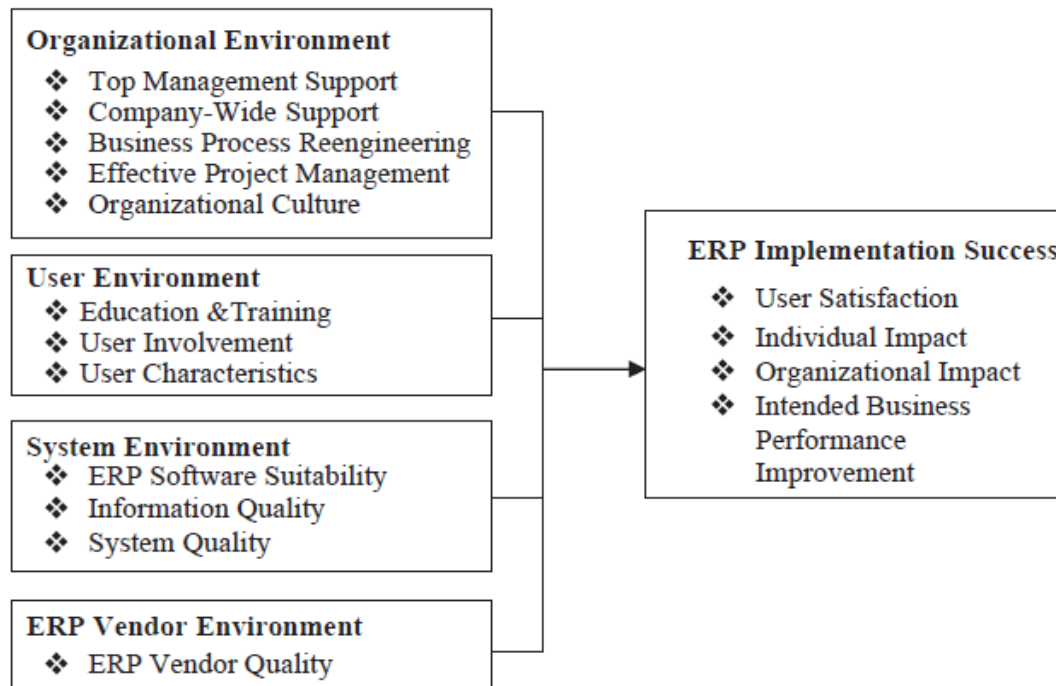 Organizational Environment
❖ Top Management Support
❖ Company-Wide Support
❖ Business Process Reengineering
❖ Effective Project Management
❖ Organizational Culture
User Environment
❖ Education &Training
❖ User Involvement
❖ User Characteristics
System Environment
❖ ERP Software Suitability
❖ Information Quality
❖ System Quality
ERP Vendor Environment
❖ ERP Vendor Quality
ERP Implementation Success
❖ User Satisfaction
❖ Individual Impact
❖ Organizational Impact
❖ Intended Business
Performance
Improvement